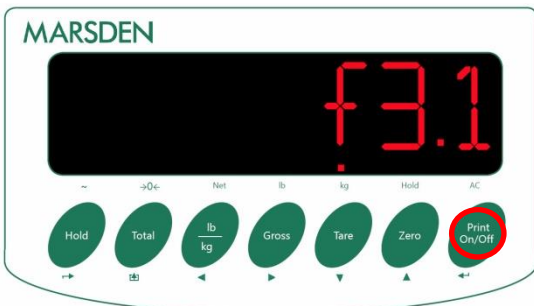 MARSDEN
f3.1
~ →0← Net lb kg Hold AC
Hold Total lb/kg Gross Tare Zero Print On/Off